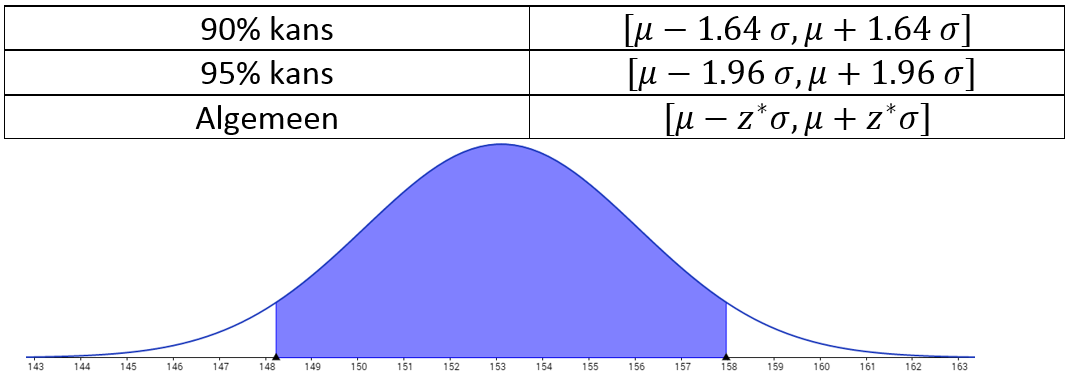 90% kans [μ − 1.64 σ, μ + 1.64 σ]
95% kans [μ − 1.96 σ, μ + 1.96 σ]
Algemeen [μ − z*σ, μ + z*σ]
143 144 145 146 147 148 149 150 151 152 153 154 155 156 157 158 159 160 161 162 163